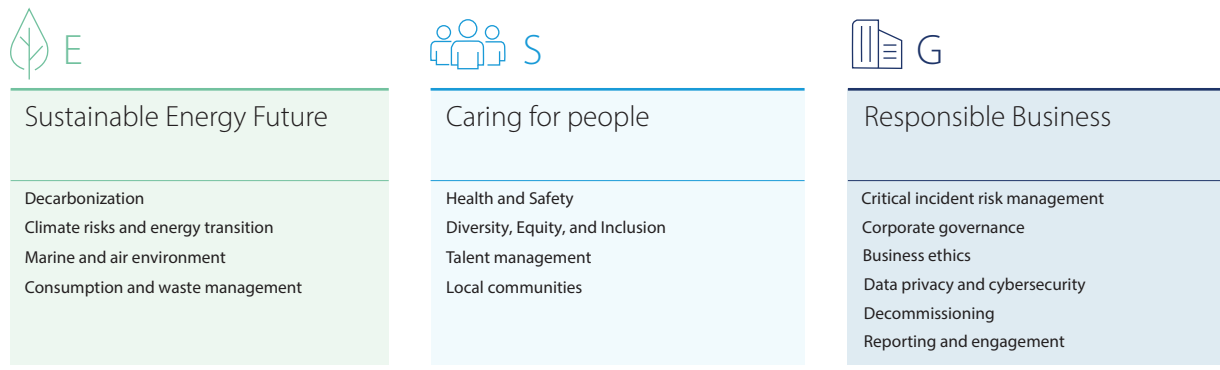 E
Sustainable Energy Future
Decarbonization
Climate risks and energy transition
Marine and air environment
Consumption and waste management
S
Caring for people
Health and Safety
Diversity, Equity, and Inclusion
Talent management
Local communities
G
Responsible Business
Critical incident risk management
Corporate governance
Business ethics
Data privacy and cybersecurity
Decommissioning
Reporting and engagement